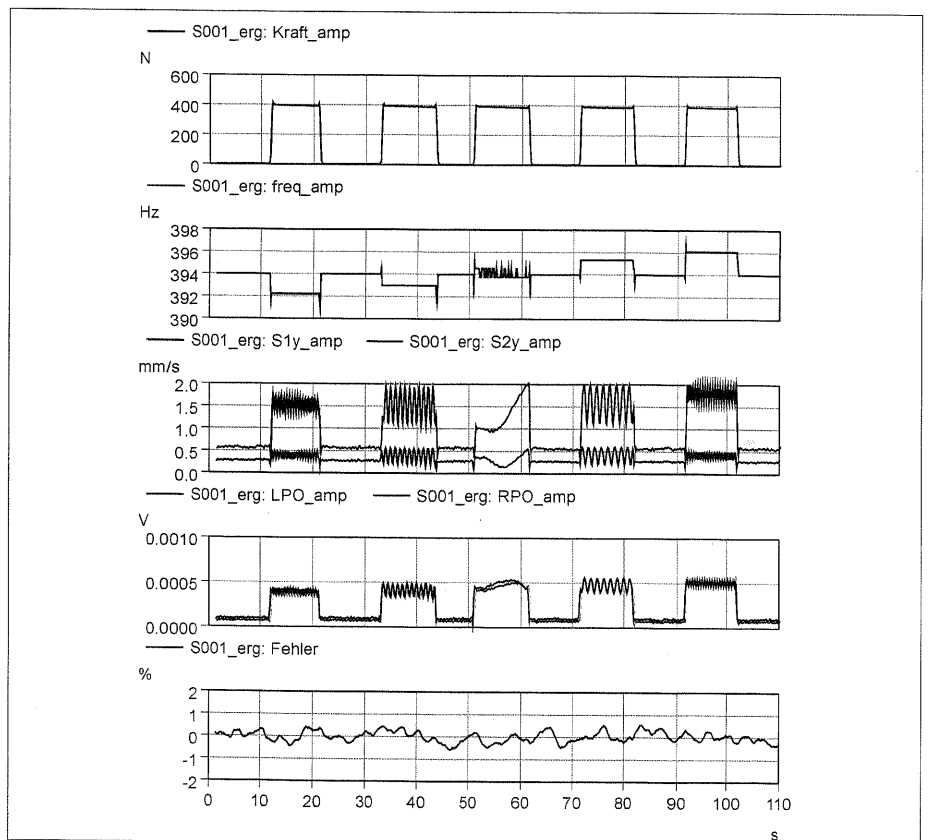 S001_erg: Kraft_amp
N
600
400
200
0
S001_erg: freq_amp
Hz
398
396
394
392
390
S001_erg: S1y_amp S001_erg: S2y_amp
mm/s
2.0
1.5
1.0
0.5
0.0
S001_erg: LPO_amp S001_erg: RPO_amp
V
0.0010
0.0005
0.0000
S001_erg: Fehler
%
2
1
0
-1
-2
0 10 20 30 40 50 60 70 80 90 100 110
s